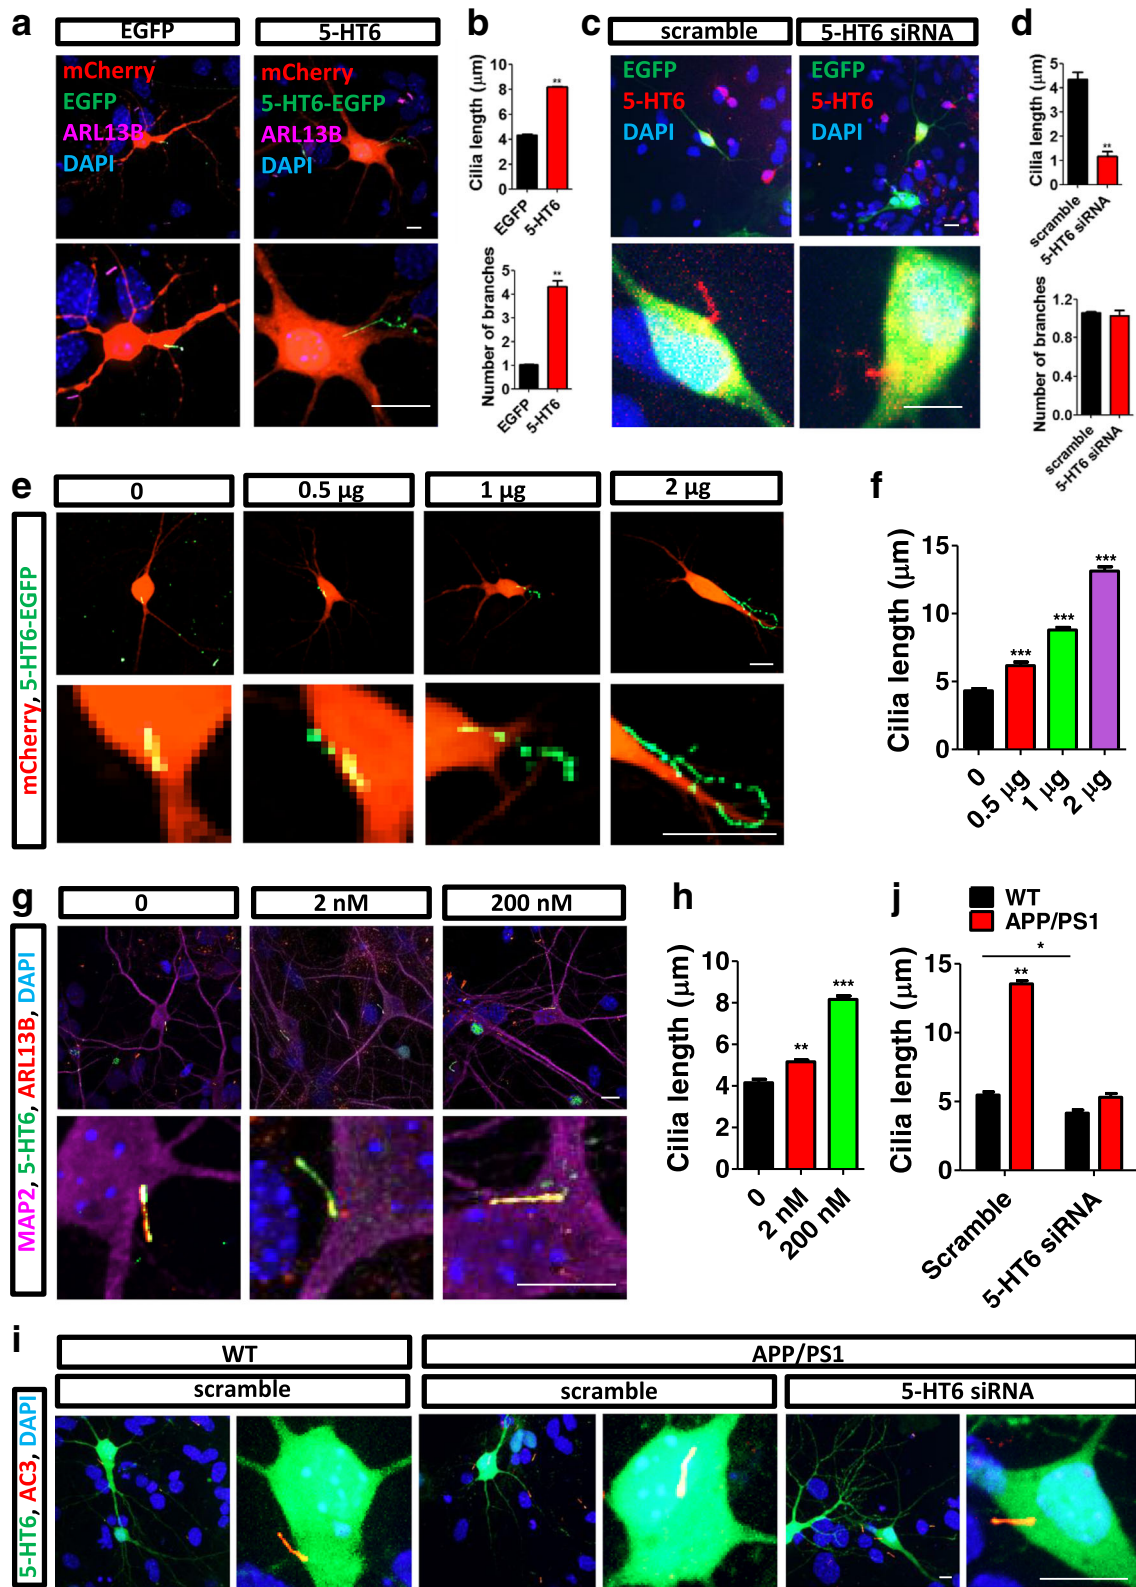 a
EGFP
5-HT6
mCherry
EGFP
ARL13B
DAPI
mCherry
5-HT6-EGFP
ARL13B
DAPI
b
Cilia length (μm)
10
8
6
4
2
0
**
EGFP
5-HT6
Number of branches
5
4
3
2
1
0
**
EGFP
5-HT6
c
scramble
5-HT6 siRNA
EGFP
5-HT6
DAPI
EGFP
5-HT6
DAPI
d
Cilia length (μm)
5
4
3
2
1
0
**
scramble
5-HT6 siRNA
Number of branches
1.2
0.8
0.4
0.0
scramble
5-HT6 siRNA
e
0
0.5 μg
1 μg
2 μg
mCherry, 5-HT6-EGFP
f
Cilia length (μm)
15
10
5
0
***
***
***
0
0.5 μg
1 μg
2 μg
g
0
2 nM
200 nM
MAP2, 5-HT6, ARL13B, DAPI
h
Cilia length (μm)
10
8
6
4
2
0
**
***
0
2 nM
200 nM
j
WT
APP/PS1
Cilia length (μm)
15
10
5
0
**
*
Scramble
5-HT6 siRNA
i
WT
APP/PS1
scramble
scramble
5-HT6 siRNA
5-HT6, AC3, DAPI